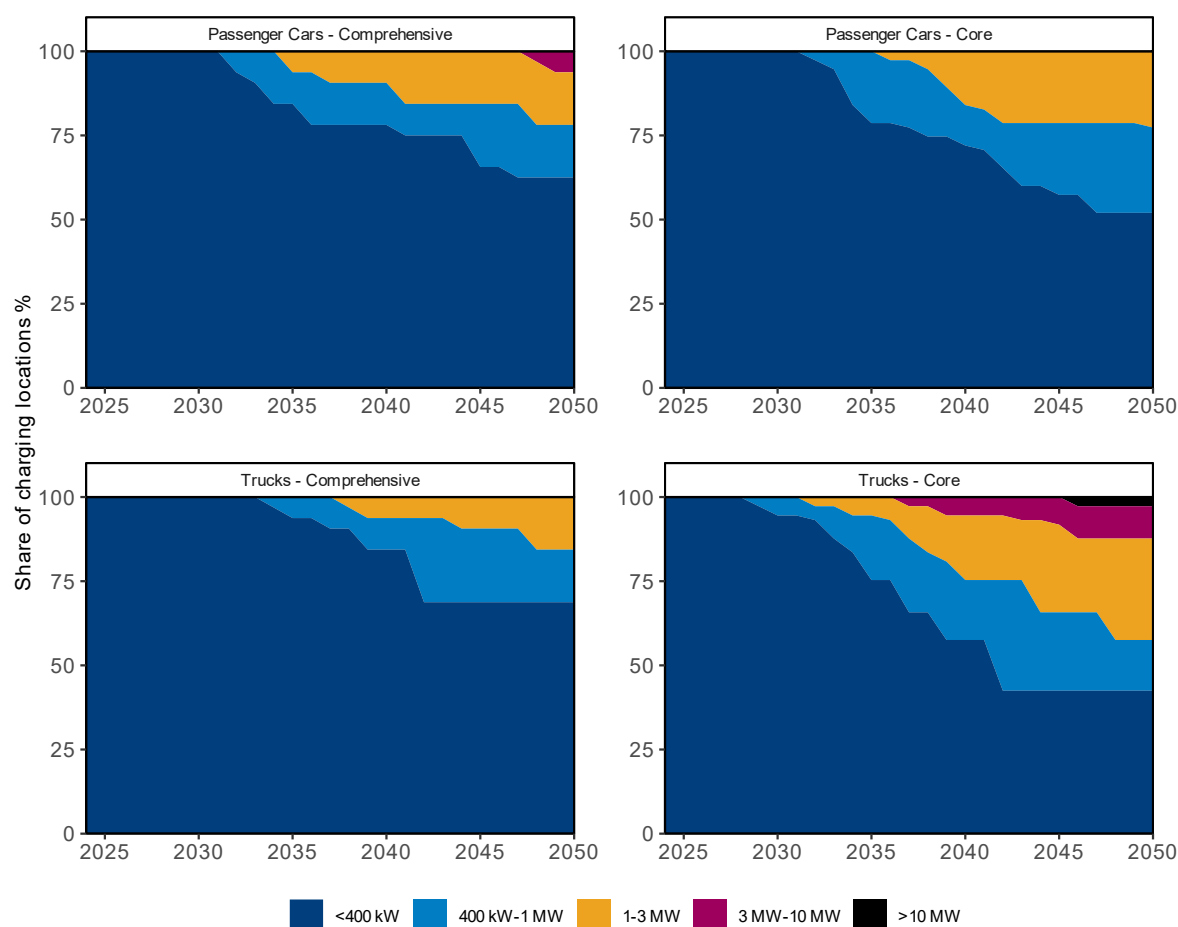 Passenger Cars - Comprehensive
Passenger Cars - Core
100
75
50
25
0
2025 2030 2035 2040 2045 2050
100
75
50
25
0
2025 2030 2035 2040 2045 2050
Share of charging locations %
Trucks - Comprehensive
Trucks - Core
100
75
50
25
0
2025 2030 2035 2040 2045 2050
100
75
50
25
0
2025 2030 2035 2040 2045 2050
<400 kW 400 kW-1 MW 1-3 MW 3 MW-10 MW >10 MW